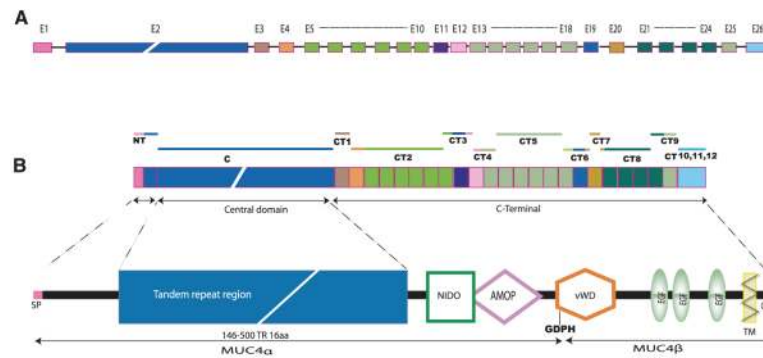 A
E1 E2 E3 E4 E5 E10 E11 E12 E13 E18 E19 E20 E21 E24 E25 E26
NT CT1 CT3 CT5 CT7 CT9
B
C CT2 CT4 CT6 CT8 CT 10,11,12
Central domain C-Terminal
Tandem repeat region NIDO AMOP vWD EGF EGF EGF
SP GDPH TM
146-500 TR 16aa
MUC4α MUC4β